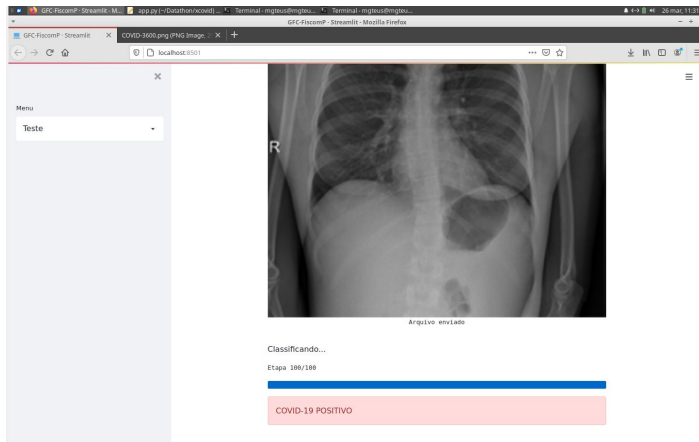 GFC-FiscomP · Streamlit - M...
app.py (~/Datathon/xcovid) ...
Terminal - mgteus@mgteu...
Terminal - mgteus@mgteu...
26 mar, 11:31
GFC-FiscomP · Streamlit - Mozilla Firefox
GFC-FiscomP · Streamlit
COVID-3600.png (PNG Image, 2
localhost:8501
Menu
Teste
R
Arquivo enviado
Classificando...
Etapa 100/100
COVID-19 POSITIVO